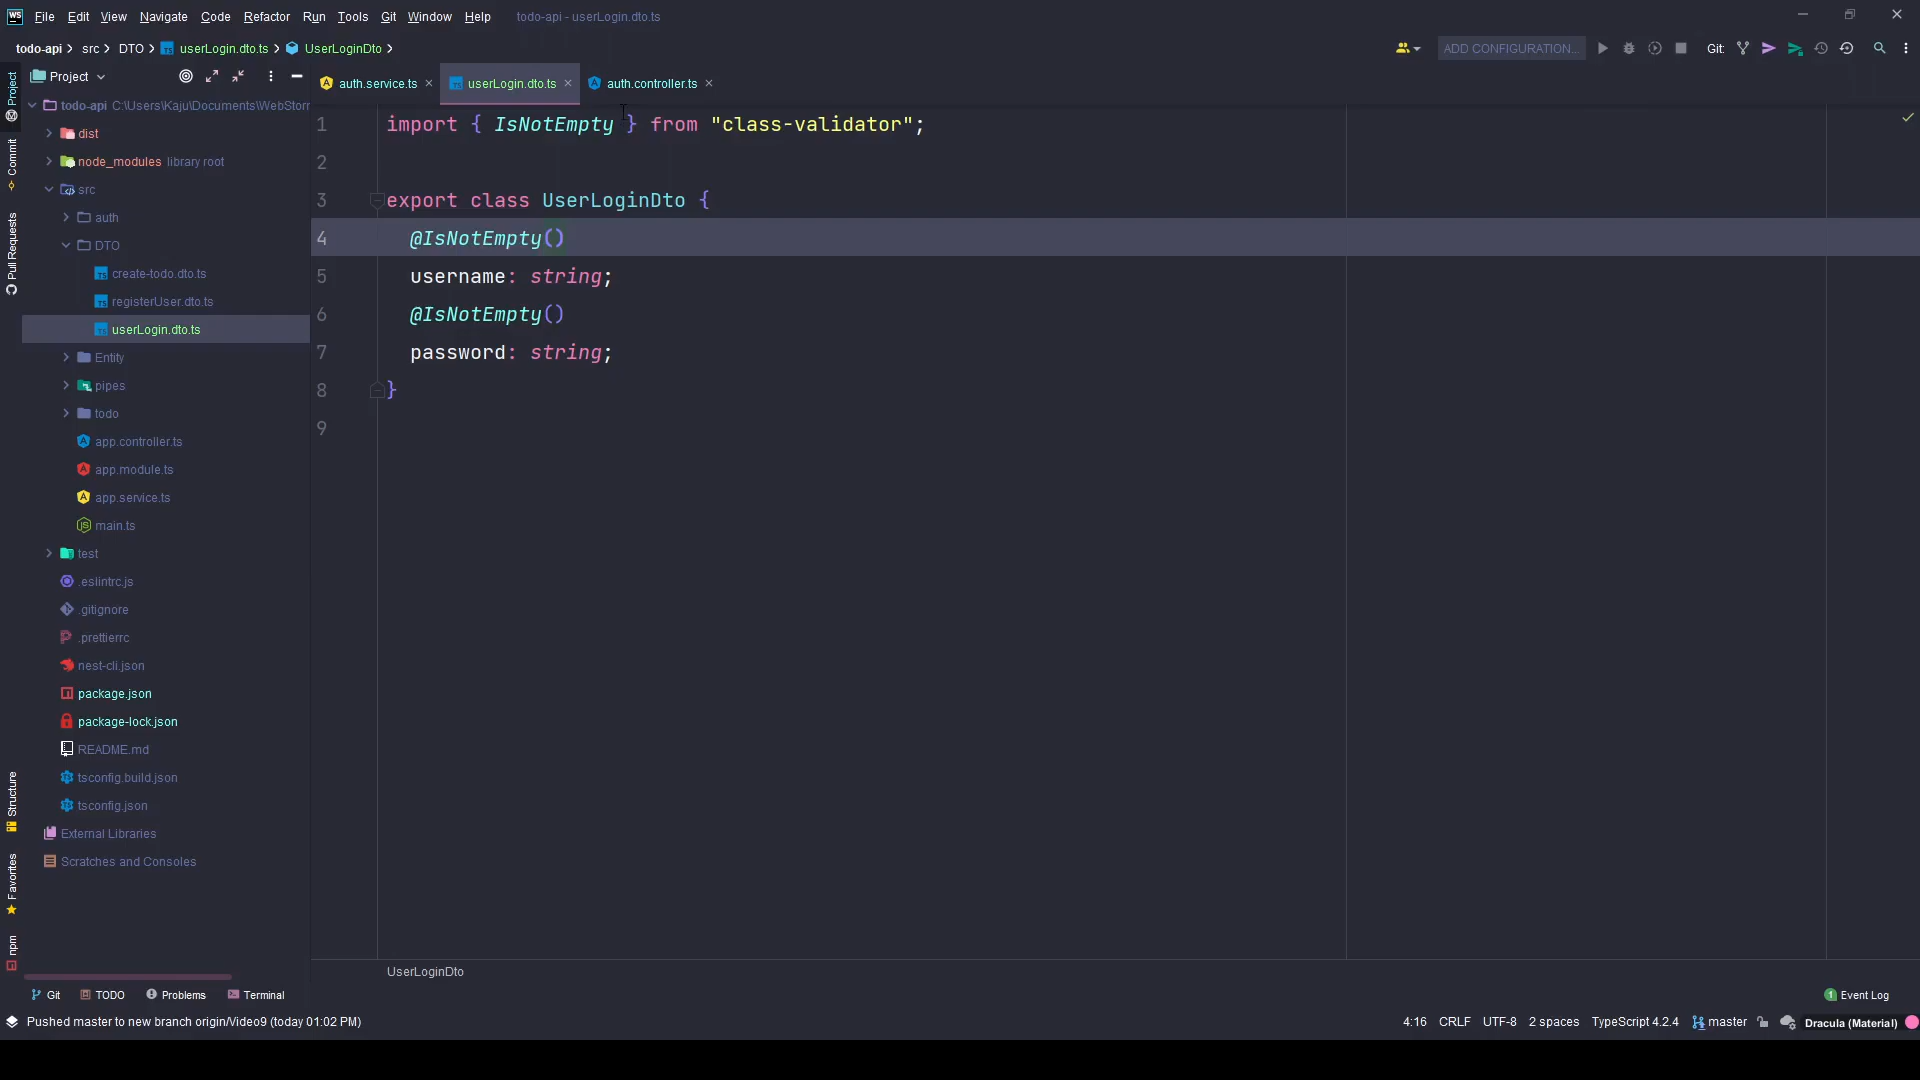 WS File Edit View Navigate Code Refactor Run Tools Git Window Help todo-api - userLogin.dto.ts
todo-api src DTO userLogin.dto.ts UserLoginDto
ADD CONFIGURATION... Git:
Project
auth.service.ts
userLogin.dto.ts
auth.controller.ts
Project
Commit
Pull Requests
Structure
Favorites
npm
todo-api C:\Users\Kaju\Documents\WebStorr
dist
node_modules library root
src
auth
DTO
create-todo.dto.ts
registerUser.dto.ts
userLogin.dto.ts
Entity
pipes
todo
app.controller.ts
app.module.ts
app.service.ts
main.ts
test
.eslintrc.js
.gitignore
.prettierrc
nest-cli.json
package.json
package-lock.json
README.md
tsconfig.build.json
tsconfig.json
External Libraries
Scratches and Consoles
1 import { IsNotEmpty } from "class-validator";
2
3 export class UserLoginDto {
4 @IsNotEmpty()
5 username: string;
6 @IsNotEmpty()
7 password: string;
8 }
9
UserLoginDto
Git TODO Problems Terminal
1 Event Log
Pushed master to new branch origin/Video9 (today 01:02 PM)
4:16 CRLF UTF-8 2 spaces TypeScript 4.2.4 master Dracula (Material)